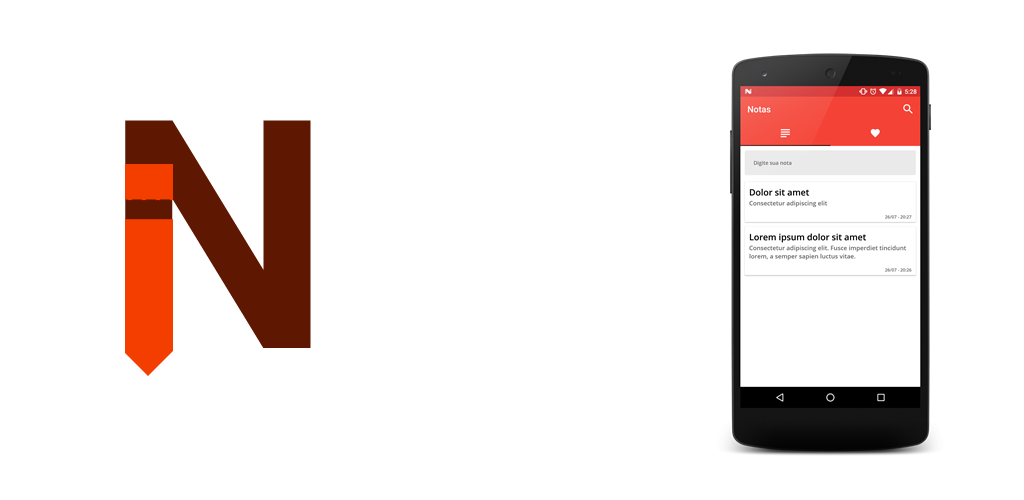 N
5:28
Notas
Digite sua nota
Dolor sit amet
Consectetur adipiscing elit
26/07 - 20:27
Lorem ipsum dolor sit amet
Consectetur adipiscing elit. Fusce imperdiet tincidunt
lorem, a semper sapien luctus vitae.
26/07 - 20:26